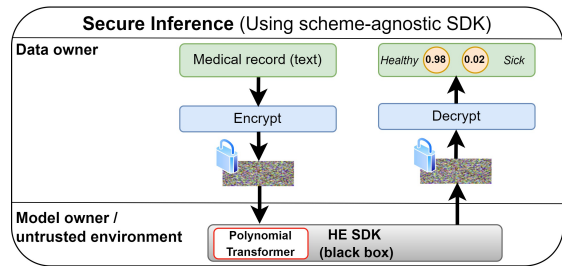 Secure Inference (Using scheme-agnostic SDK)
Data owner
Medical record (text)
Healthy 0.98 0.02 Sick
Encrypt
Decrypt
Model owner /
untrusted environment
Polynomial
Transformer
HE SDK
(black box)